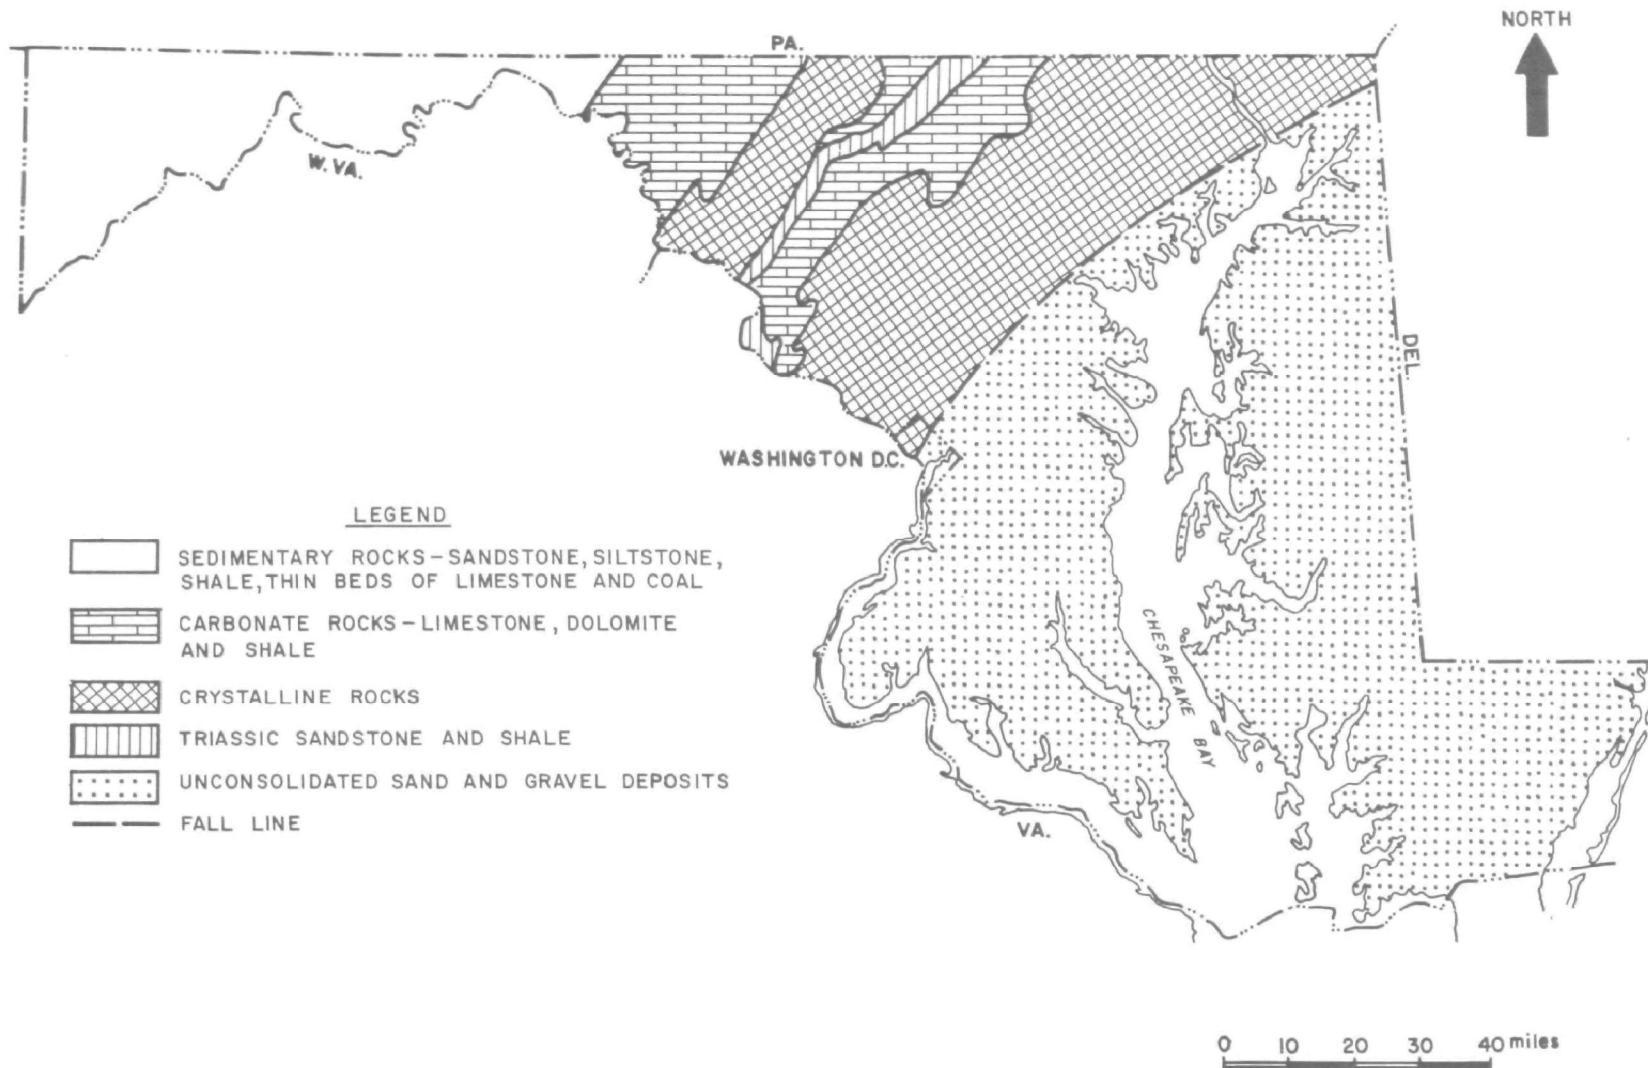 NORTH
PA.
W. VA.
DEL.
WASHINGTON D.C.
LEGEND
SEDIMENTARY ROCKS – SANDSTONE, SILTSTONE,
SHALE, THIN BEDS OF LIMESTONE AND COAL
CARBONATE ROCKS – LIMESTONE, DOLOMITE
AND SHALE
CRYSTALLINE ROCKS
TRIASSIC SANDSTONE AND SHALE
UNCONSOLIDATED SAND AND GRAVEL DEPOSITS
FALL LINE
CHESAPEAKE BAY
VA.
0 10 20 30 40 miles